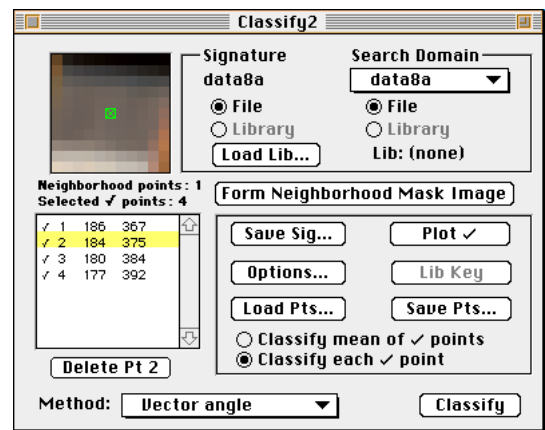 Classify2
Signature
data8a
File
Library
Load Lib...
Search Domain
data8a
File
Library
Lib: (none)
Neighborhood points: 1
Selected √ points: 4
Form Neighborhood Mask Image
√ 1 186 367
√ 2 184 375
√ 3 180 384
√ 4 177 392
Delete Pt 2
Save Sig...
Plot ✓
Options...
Lib Key
Load Pts...
Save Pts...
Classify mean of ✓ points
Classify each ✓ point
Method: Vector angle
Classify